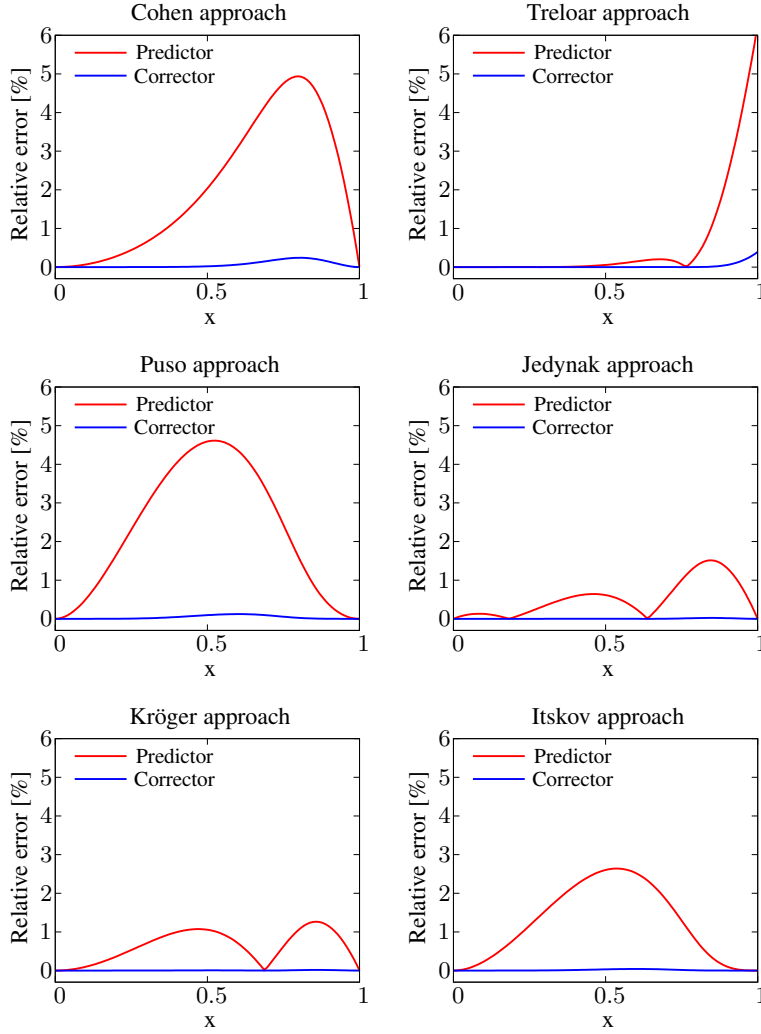 Cohen approach
Relative error [%]
6
5
4
3
2
1
0
Predictor
Corrector
0
0.5
1
x
Treloar approach
Relative error [%]
6
5
4
3
2
1
0
Predictor
Corrector
0
0.5
1
x
Puso approach
Relative error [%]
6
5
4
3
2
1
0
Predictor
Corrector
0
0.5
1
x
Jedynak approach
Relative error [%]
6
5
4
3
2
1
0
Predictor
Corrector
0
0.5
1
x
Kröger approach
Relative error [%]
6
5
4
3
2
1
0
Predictor
Corrector
0
0.5
1
x
Itskov approach
Relative error [%]
6
5
4
3
2
1
0
Predictor
Corrector
0
0.5
1
x